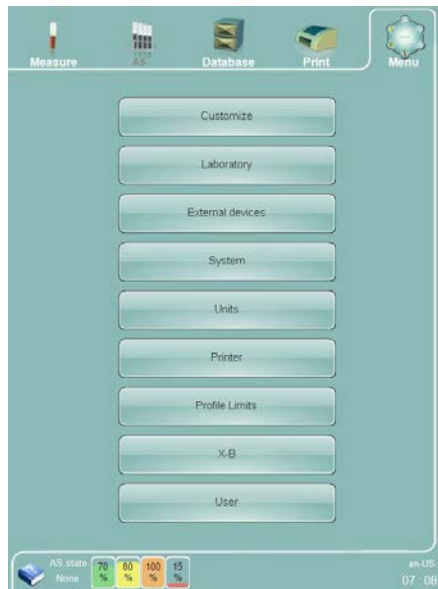 Measure
AS
Database
Print
Menu
Customize
Laboratory
External devices
System
Units
Printer
Profile Limits
X-B
User
AS state
None
70 %
80 %
100 %
15 %
en-US
07 : 08